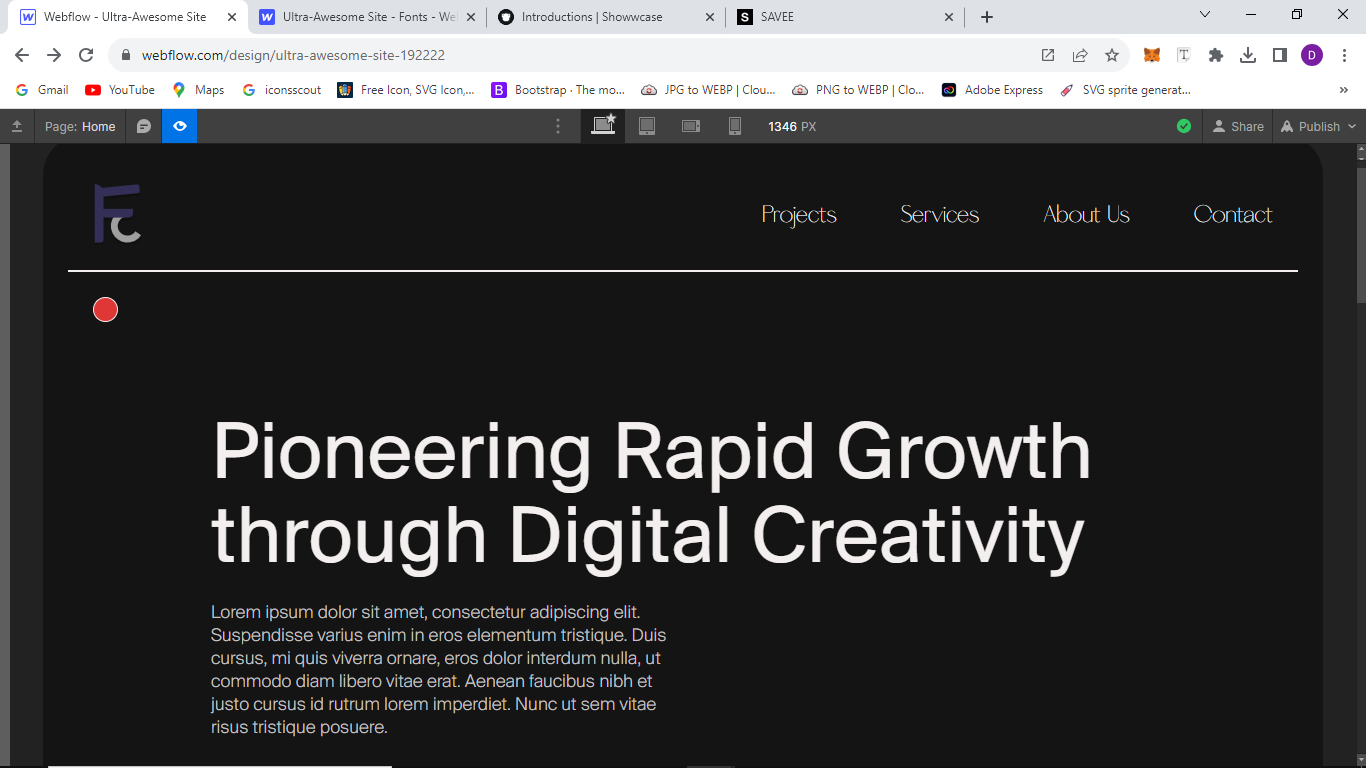 Webflow - Ultra-Awesome Site
Ultra-Awesome Site - Fonts - We
Introductions | Showwcase
S
SAVEE
webflow.com/design/ultra-awesome-site-192222
T
D
Gmail
YouTube
Maps
iconsscout
Free Icon, SVG Icon,...
B
Bootstrap · The mo...
JPG to WEBP | Clou...
PNG to WEBP | Clo...
Adobe Express
SVG sprite generat...
»
Page: Home
1346 PX
Share
Publish
Fc
Projects
Services
About Us
Contact
Pioneering Rapid Growth
through Digital Creativity
Lorem ipsum dolor sit amet, consectetur adipiscing elit.
Suspendisse varius enim in eros elementum tristique. Duis
cursus, mi quis viverra ornare, eros dolor interdum nulla, ut
commodo diam libero vitae erat. Aenean faucibus nibh et
justo cursus id rutrum lorem imperdiet. Nunc ut sem vitae
risus tristique posuere.